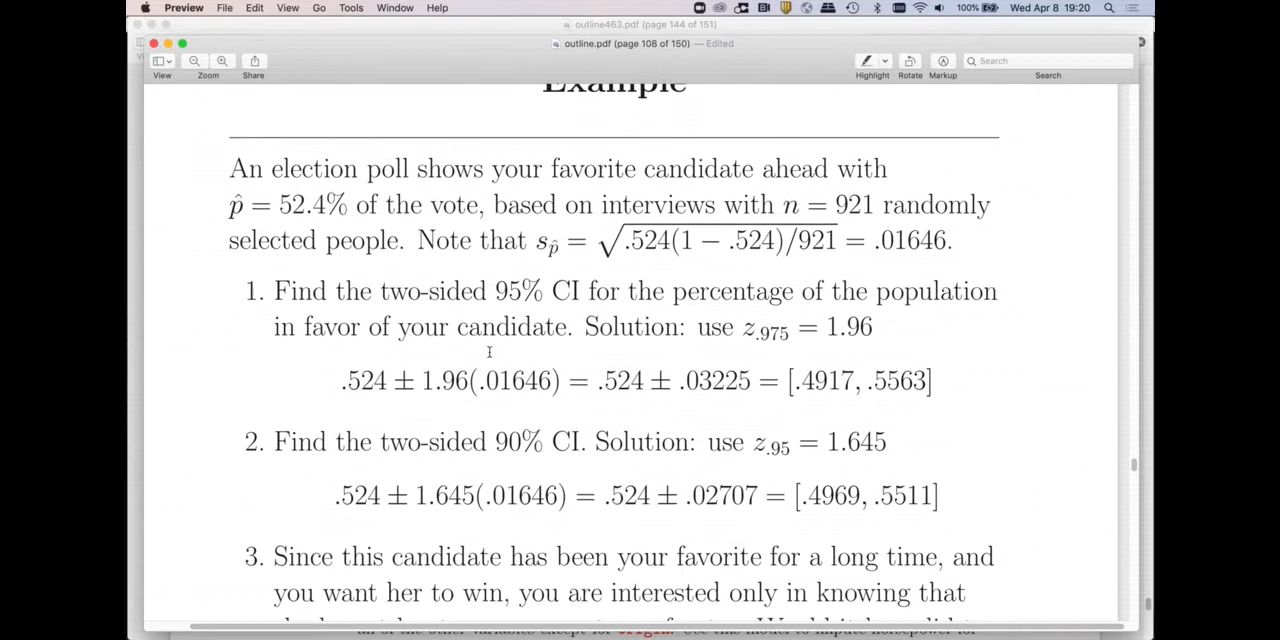 Preview File Edit View Go Tools Window Help 100% Wed Apr 8 19:20
outline463.pdf (page 144 of 151)
outline.pdf (page 108 of 150) — Edited
View Zoom Share Highlight Rotate Markup Search
Search
Example
An election poll shows your favorite candidate ahead with
p̂ = 52.4% of the vote, based on interviews with n = 921 randomly
selected people. Note that s_p̂ = √.524(1 − .524)/921 = .01646.
1. Find the two-sided 95% CI for the percentage of the population
in favor of your candidate. Solution: use z.975 = 1.96
.524 ± 1.96(.01646) = .524 ± .03225 = [.4917, .5563]
2. Find the two-sided 90% CI. Solution: use z.95 = 1.645
.524 ± 1.645(.01646) = .524 ± .02707 = [.4969, .5511]
3. Since this candidate has been your favorite for a long time, and
you want her to win, you are interested only in knowing that